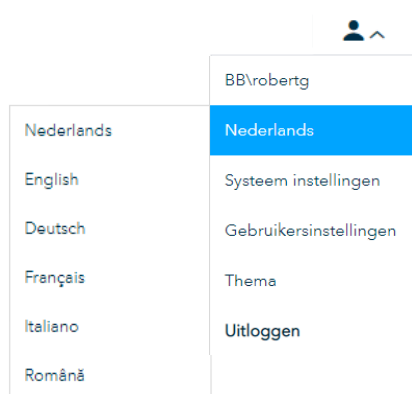 BB\robertg
Nederlands
Systeem instellingen
Gebruikersinstellingen
Thema
Uitloggen
Nederlands
English
Deutsch
Français
Italiano
Română